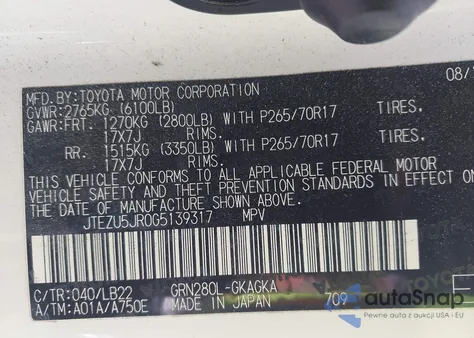 MFD.BY:TOYOTA MOTOR CORPORATION 08/1
GVWR:2765KG (6100LB)
GAWR:FRT. 1270KG (2800LB) WITH P265/70R17 TIRES.
17X7J RIMS.
RR. 1515KG (3350LB) WITH P265/70R17 TIRES.
17X7J RIMS.
THIS VEHICLE CONFORMS TO ALL APPLICABLE FEDERAL MOTOR
VEHICLE SAFETY AND THEFT PREVENTION STANDARDS IN EFFECT ON
DATE OF MANUFACTURE SHOWN ABOVE.
JTEZU5JR0G5139317 MPV
C/TR:040/LB22 GRN280L-GKAGKA
A/TM:A01A/A750E MADE IN JAPAN 709
autoSnap
Pewne auto z aukcji USA i EU